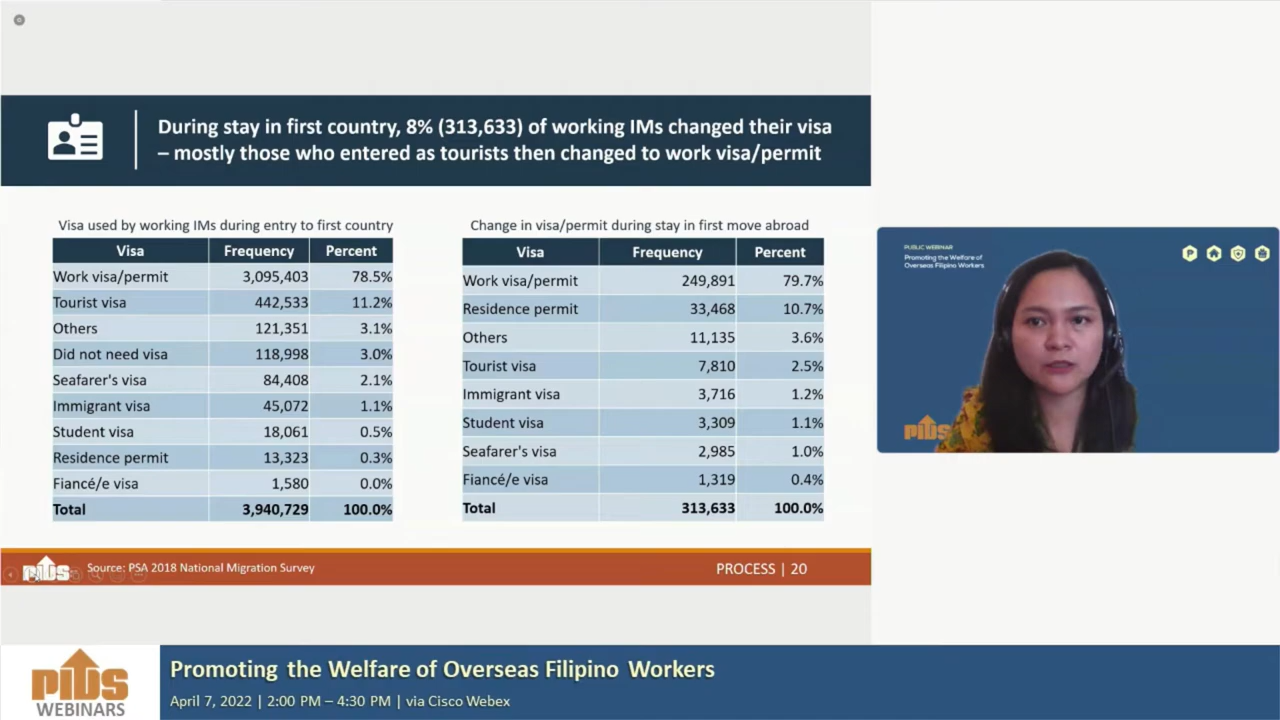 During stay in first country, 8% (313,633) of working IMs changed their visa
– mostly those who entered as tourists then changed to work visa/permit
Visa used by working IMs during entry to first country
Visa Frequency Percent
Work visa/permit 3,095,403 78.5%
Tourist visa 442,533 11.2%
Others 121,351 3.1%
Did not need visa 118,998 3.0%
Seafarer's visa 84,408 2.1%
Immigrant visa 45,072 1.1%
Student visa 18,061 0.5%
Residence permit 13,323 0.3%
Fiancé/e visa 1,580 0.0%
Total 3,940,729 100.0%
Change in visa/permit during stay in first move abroad
Visa Frequency Percent
Work visa/permit 249,891 79.7%
Residence permit 33,468 10.7%
Others 11,135 3.6%
Tourist visa 7,810 2.5%
Immigrant visa 3,716 1.2%
Student visa 3,309 1.1%
Seafarer's visa 2,985 1.0%
Fiancé/e visa 1,319 0.4%
Total 313,633 100.0%
PIDS
Source: PSA 2018 National Migration Survey
PROCESS | 20
PUBLIC WEBINAR
Promoting the Welfare of
Overseas Filipino Workers
PIDS
PIDS
WEBINARS
Promoting the Welfare of Overseas Filipino Workers
April 7, 2022 | 2:00 PM – 4:30 PM | via Cisco Webex